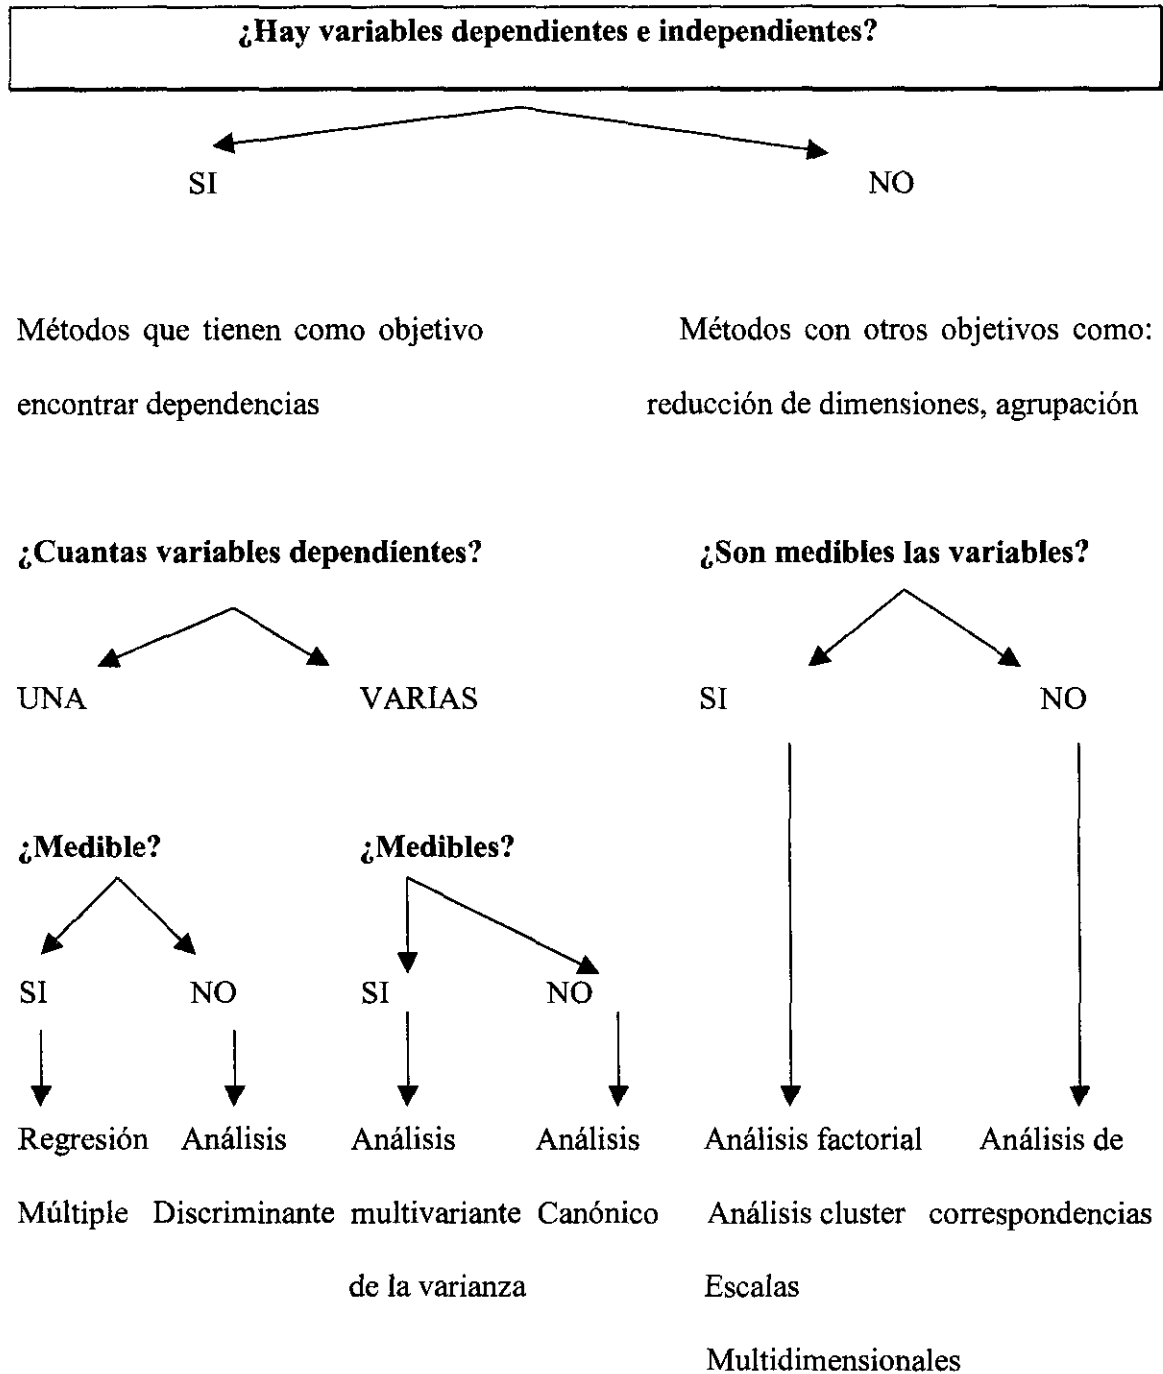 ¿Hay variables dependientes e independientes?
SI NO
Métodos que tienen como objetivo Métodos con otros objetivos como:
encontrar dependencias reducción de dimensiones, agrupación
¿Cuantas variables dependientes? ¿Son medibles las variables?
UNA VARIAS SI NO
¿Medible? ¿Medibles?
SI NO SI NO
Regresión Análisis Análisis Análisis Análisis factorial Análisis de
Múltiple Discriminante multivariante Canónico Análisis cluster correspondencias
de la varianza Escalas
Multidimensionales